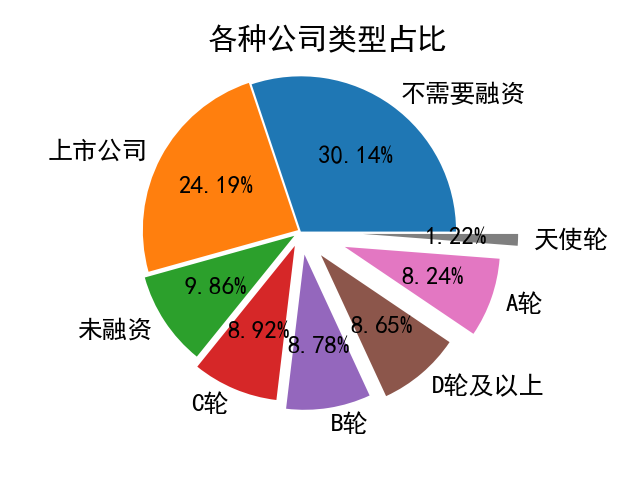 各种公司类型占比
不需要融资
30.14%
上市公司
24.19%
未融资
9.86%
C轮
8.92%
B轮
8.78%
D轮及以上
8.65%
A轮
8.24%
天使轮
1.22%